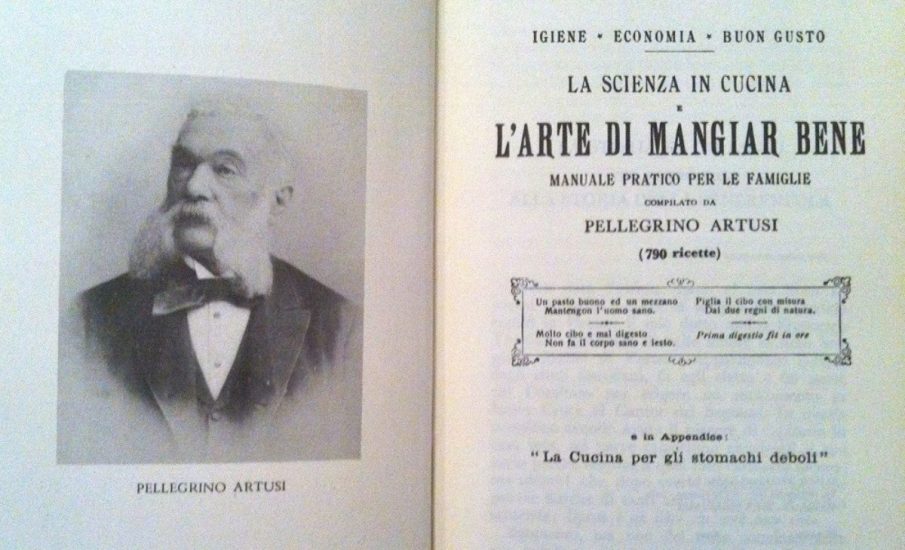 PELLEGRINO ARTUSI
IGIENE - ECONOMIA - BUON GUSTO
LA SCIENZA IN CUCINA
E
L'ARTE DI MANGIAR BENE
MANUALE PRATICO PER LE FAMIGLIE
COMPILATO DA
PELLEGRINO ARTUSI
(790 ricette)
Un pasto buono ed un mezzano
Mantengon l'uomo sano.
Molto cibo e mal digesto
Non fa il corpo sano e lesto.
Piglia il cibo con misura
Dai due regni di natura.
Prima digestio fit in ore
e in Appendice:
"La Cucina per gli stomachi deboli"